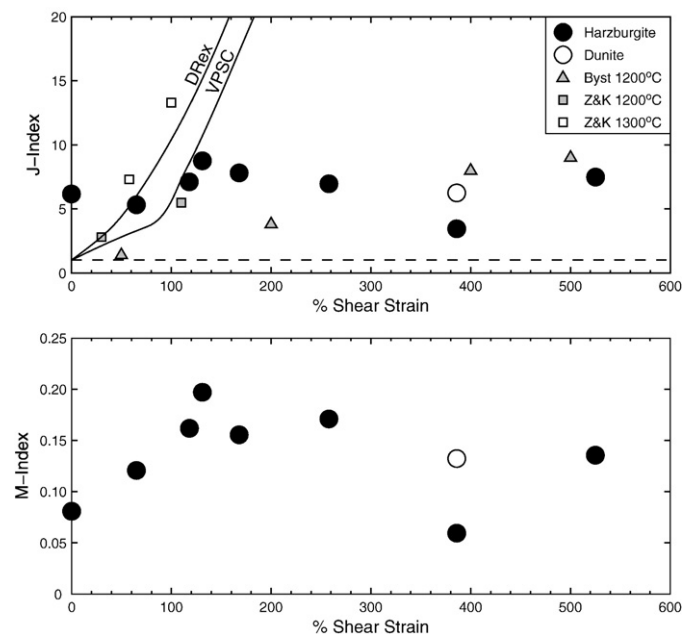 20
15
10
5
0
J-Index
DRex
VPSC
Harzburgite
Dunite
Byst 1200°C
Z&K 1200°C
Z&K 1300°C
0 100 200 300 400 500 600
% Shear Strain
0.25
0.20
0.15
0.10
0.05
0
M-Index
0 100 200 300 400 500 600
% Shear Strain